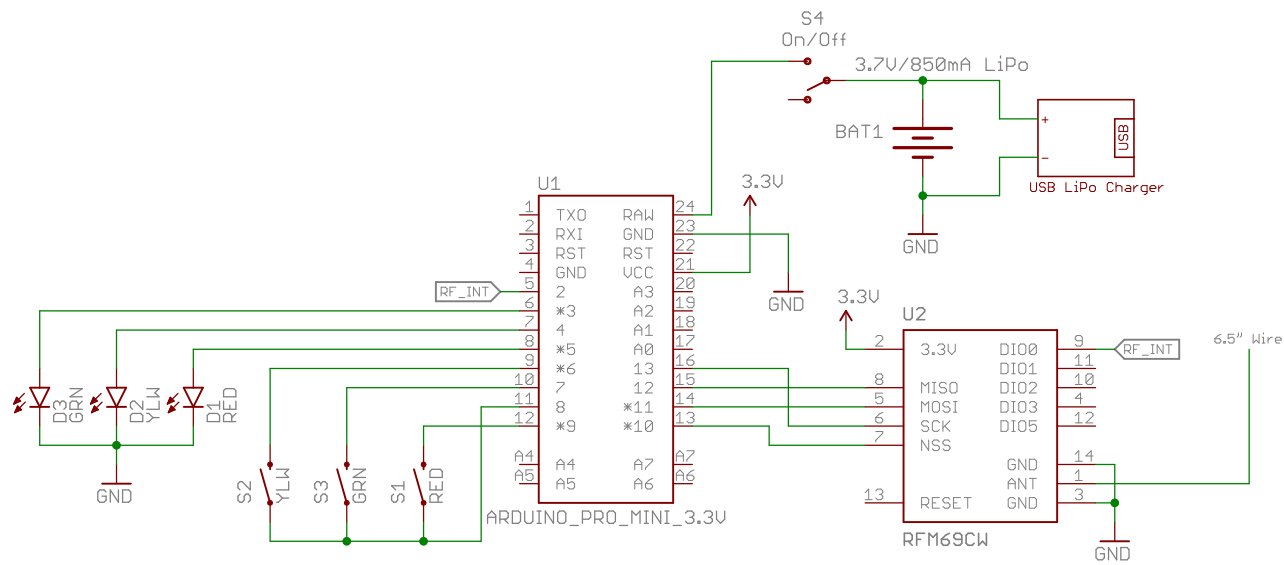 S4
On/Off
3.7V/850mA LiPo
BAT1
+
-
USB
USB LiPo Charger
GND
3.3V
U1
1 TXO RAW 24
2 RXI GND 23
3 RST RST 22
4 GND VCC 21
RF_INT 5 2 A3 20
6 *3 A2 19
7 4 A1 18
8 *5 A0 17
9 *6 13 16
10 7 12 15
11 8 *11 14
12 *9 *10 13
A4 A4 A7 A7
A5 A5 A6 A6
ARDUINO_PRO_MINI_3.3V
GND
D3
GRN
D2
YLW
D1
RED
GND
S2
YLW
S3
GRN
S1
RED
3.3V
U2
2 3.3V DIO0 9 RF_INT
DIO1 11
8 MISO DIO2 10
5 MOSI DIO3 4
6 SCK DIO5 12
7 NSS
GND 14
ANT 1
13 RESET GND 3
RFM69CW
GND
6.5" Wire